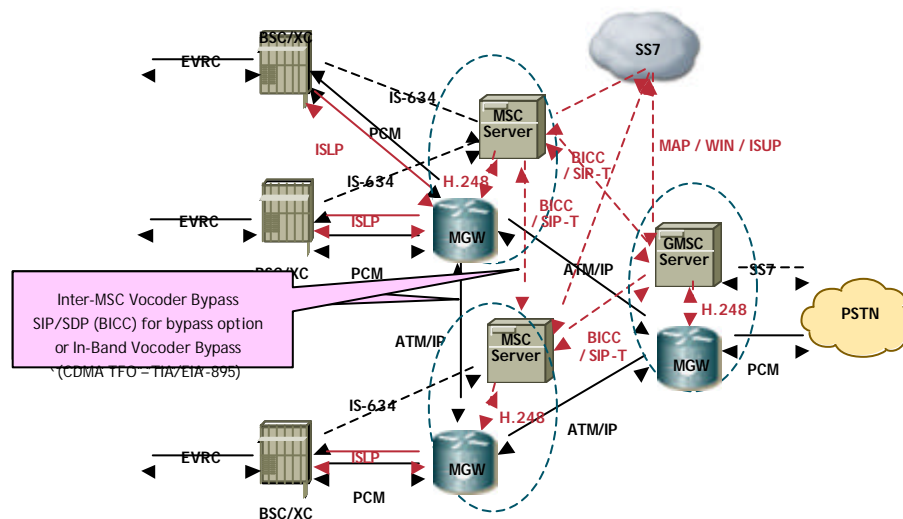 BSC/XC
SS7
EVRC
IS-634
MSC
Server
PCM
MAP / WIN / ISUP
ISLP
BICC
/ SIP-T
H.248
IS-634
BICC
/ SIP-T
EVRC
ISLP
MGW
GMSC
Server
BSC/XC
PCM
ATM/IP
SS7
Inter-MSC Vocoder Bypass
SIP/SDP (BICC) for bypass option
or In-Band Vocoder Bypass
(CDMA TFO – TIA/EIA-895)
H.248
PSTN
MSC
Server
BICC
/ SIP-T
ATM/IP
MGW
PCM
IS-634
H.248
ATM/IP
EVRC
ISLP
MGW
PCM
BSC/XC